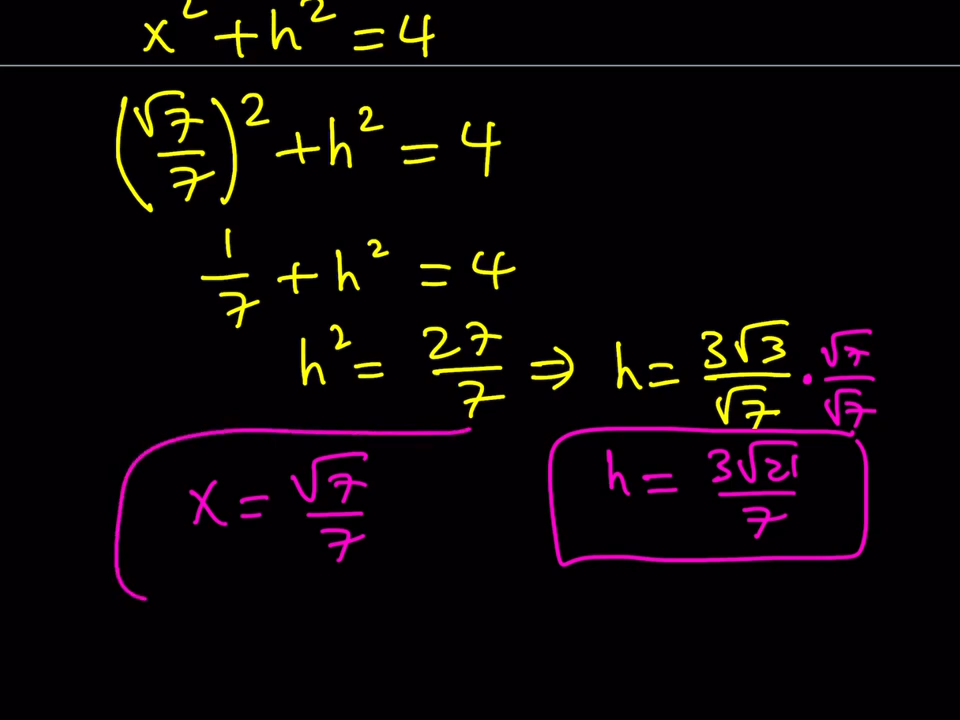 x² + h² = 4
(√7/7)² + h² = 4
1/7 + h² = 4
h² = 27/7 ⇒ h = 3√3/√7 · √7/√7
x = √7/7
h = 3√21/7